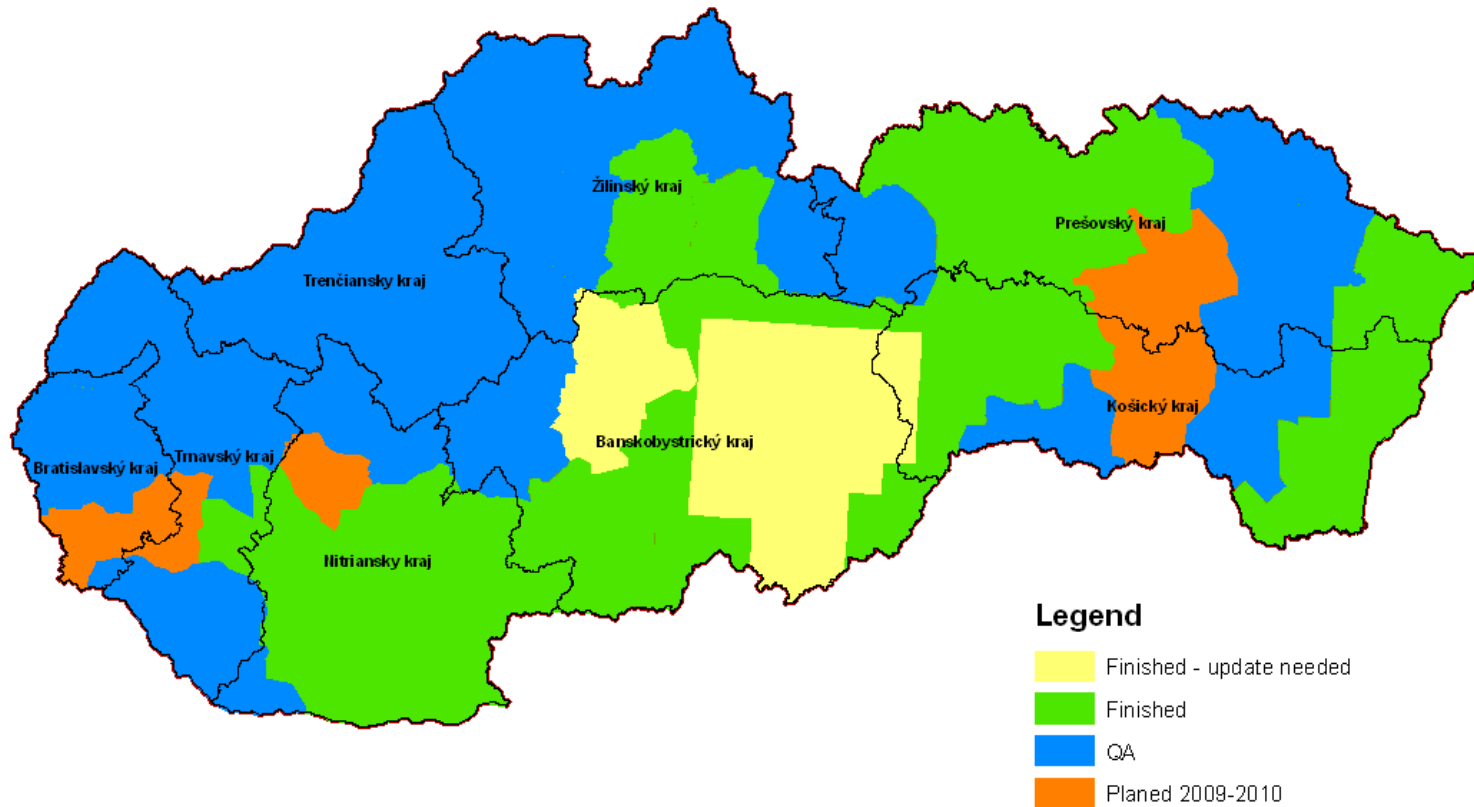 Žilinský kraj
Prešovský kraj
Trenčiansky kraj
Košický kraj
Banskobystrický kraj
Trnavský kraj
Bratislavský kraj
Nitriansky kraj
Legend
Finished - update needed
Finished
QA
Planed 2009-2010